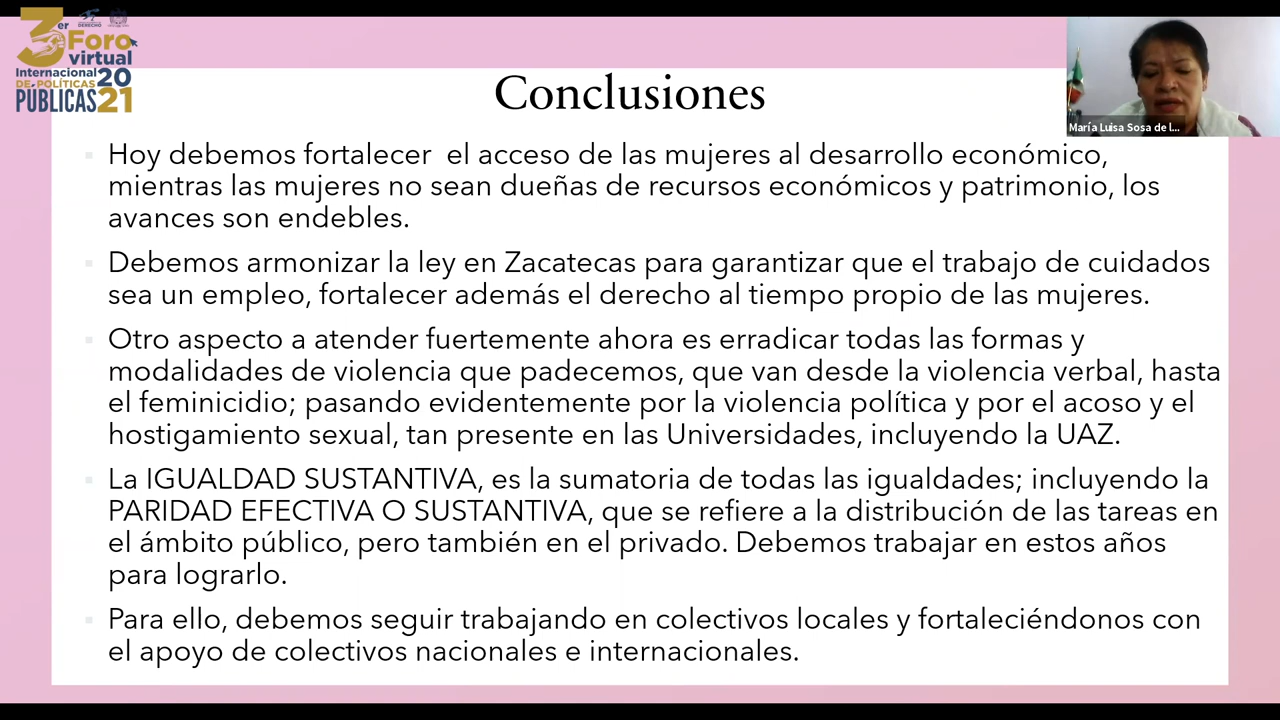 3er
Foro
virtual
Internacional
DE POLÍTICAS
PÚBLICAS
2021
DERECHO
María Luisa Sosa de l...
Conclusiones
Hoy debemos fortalecer  el acceso de las mujeres al desarrollo económico,
mientras las mujeres no sean dueñas de recursos económicos y patrimonio, los
avances son endebles.
Debemos armonizar la ley en Zacatecas para garantizar que el trabajo de cuidados
sea un empleo, fortalecer además el derecho al tiempo propio de las mujeres.
Otro aspecto a atender fuertemente ahora es erradicar todas las formas y
modalidades de violencia que padecemos, que van desde la violencia verbal, hasta
el feminicidio; pasando evidentemente por la violencia política y por el acoso y el
hostigamiento sexual, tan presente en las Universidades, incluyendo la UAZ.
La IGUALDAD SUSTANTIVA, es la sumatoria de todas las igualdades; incluyendo la
PARIDAD EFECTIVA O SUSTANTIVA, que se refiere a la distribución de las tareas en
el ámbito público, pero también en el privado. Debemos trabajar en estos años
para lograrlo.
Para ello, debemos seguir trabajando en colectivos locales y fortaleciéndonos con
el apoyo de colectivos nacionales e internacionales.